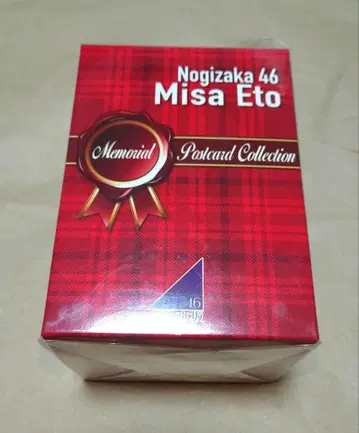 Nogizaka 46
Misa Eto
Memorial Postcard Collection
46